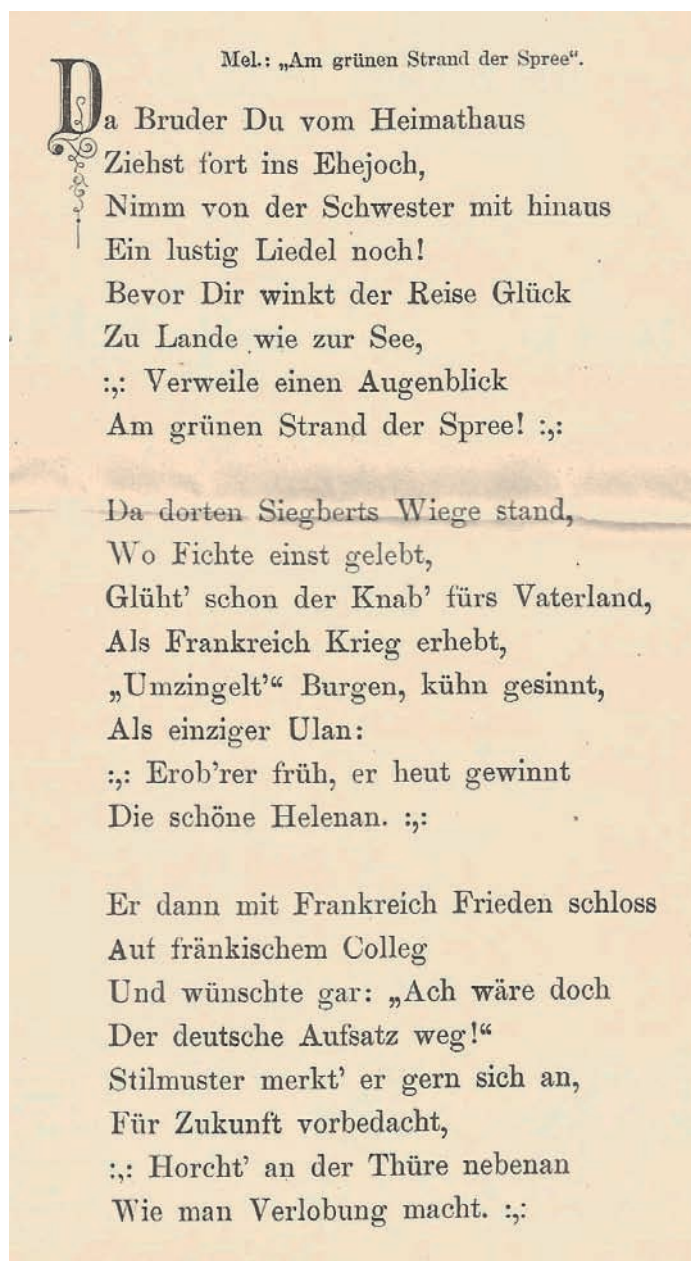 Mel.: „Am grünen Strand der Spree“.
Da Bruder Du vom Heimathaus
Ziehst fort ins Ehejoch,
Nimm von der Schwester mit hinaus
Ein lustig Liedel noch!
Bevor Dir winkt der Reise Glück
Zu Lande wie zur See,
:,: Verweile einen Augenblick
Am grünen Strand der Spree! :,:
Da dorten Siegberts Wiege stand,
Wo Fichte einst gelebt,
Glüht’ schon der Knab’ fürs Vaterland,
Als Frankreich Krieg erhebt,
„Umzingelt’“ Burgen, kühn gesinnt,
Als einziger Ulan:
:,: Erob’rer früh, er heut gewinnt
Die schöne Helenan. :,:
Er dann mit Frankreich Frieden schloss
Auf fränkischem Colleg
Und wünschte gar: „Ach wäre doch
Der deutsche Aufsatz weg!“
Stilmuster merkt’ er gern sich an,
Für Zukunft vorbedacht,
:,: Horcht’ an der Thüre nebenan
Wie man Verlobung macht. :,: